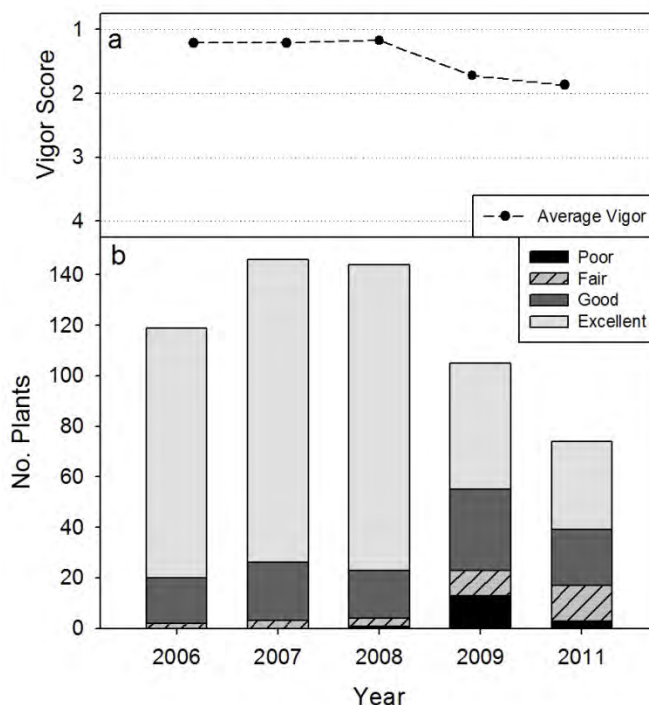 a
Vigor Score
1
2
3
4
Average Vigor
b
No. Plants
140
120
100
80
60
40
20
0
Poor
Fair
Good
Excellent
2006 2007 2008 2009 2011
Year